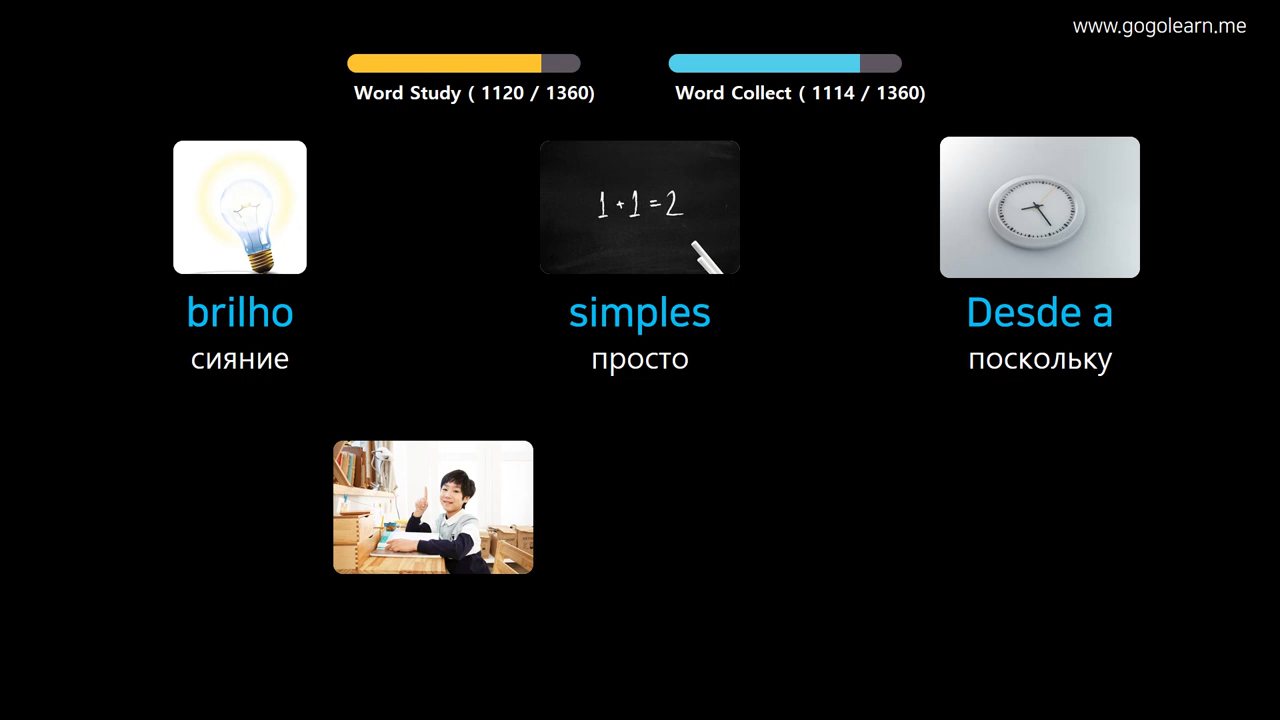 www.gogolearn.me
Word Study ( 1120 / 1360)
Word Collect ( 1114 / 1360)
1 + 1 = 2
brilho
simples
Desde a
сияние
просто
поскольку